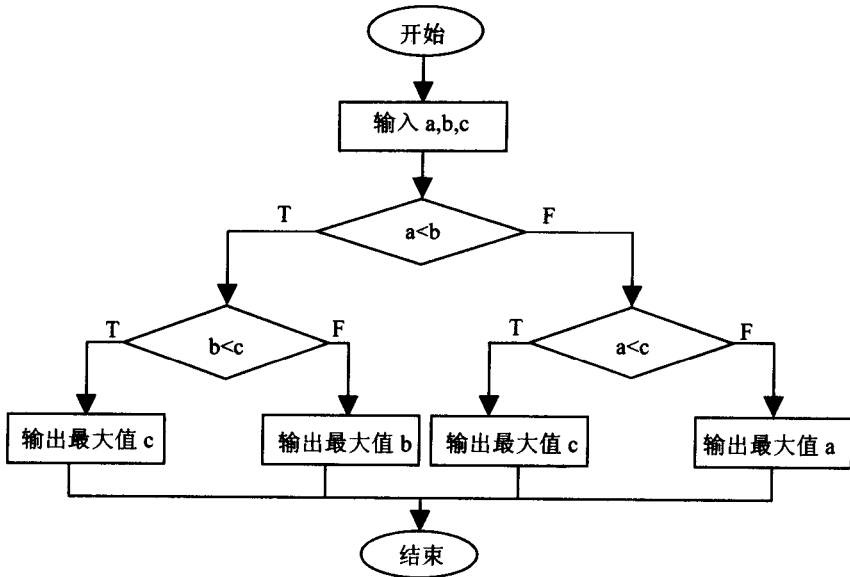 开始
输入 a,b,c
T
a<b
F
T
b<c
F
T
a<c
F
输出最大值 c
输出最大值 b
输出最大值 c
输出最大值 a
结束